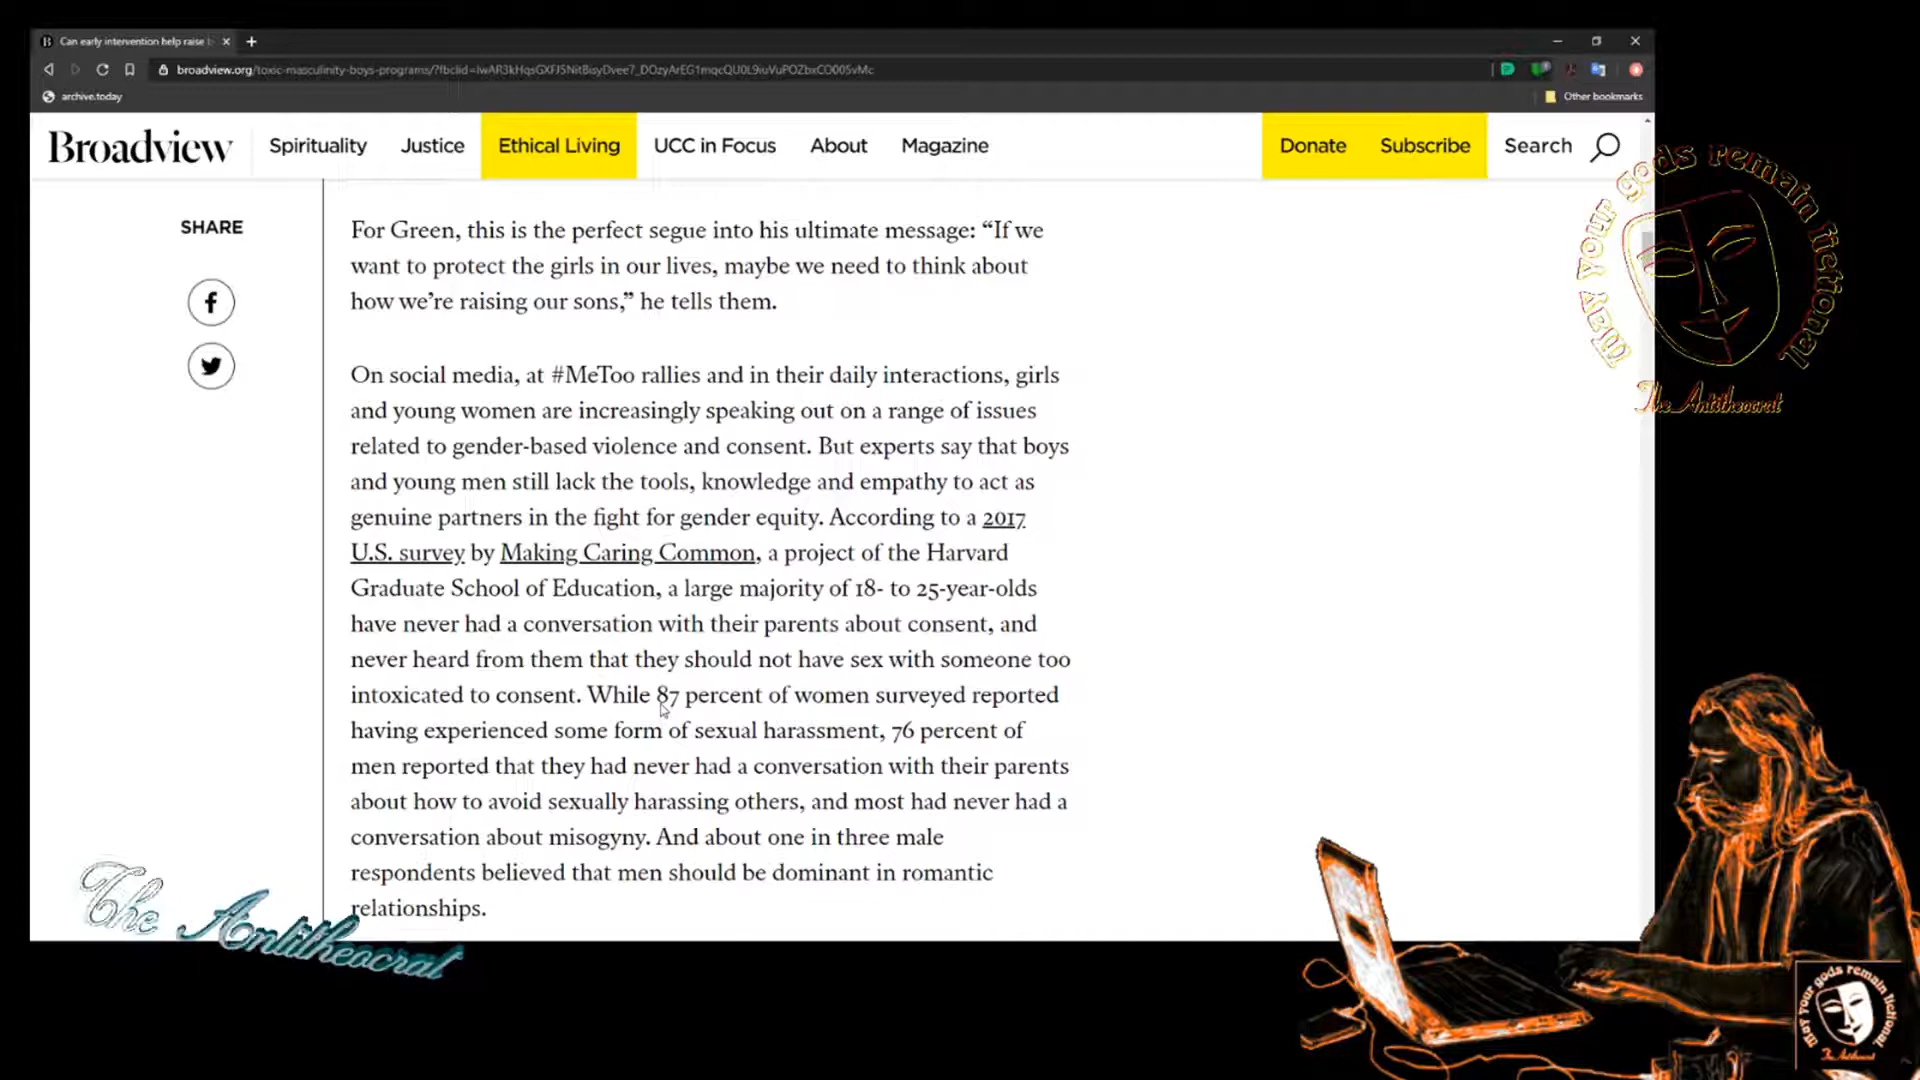 Can early intervention help raise
broadview.org/toxic-masculinity-boys-programs/?fbclid=
archive.today
Other bookmarks
Broadview
Spirituality
Justice
Ethical Living
UCC in Focus
About
Magazine
Donate
Subscribe
Search
SHARE
For Green, this is the perfect segue into his ultimate message: “If we
want to protect the girls in our lives, maybe we need to think about
how we’re raising our sons,” he tells them.
On social media, at #MeToo rallies and in their daily interactions, girls
and young women are increasingly speaking out on a range of issues
related to gender-based violence and consent. But experts say that boys
and young men still lack the tools, knowledge and empathy to act as
genuine partners in the fight for gender equity. According to a 2017
U.S. survey by Making Caring Common, a project of the Harvard
Graduate School of Education, a large majority of 18- to 25-year-olds
have never had a conversation with their parents about consent, and
never heard from them that they should not have sex with someone too
intoxicated to consent. While 87 percent of women surveyed reported
having experienced some form of sexual harassment, 76 percent of
men reported that they had never had a conversation with their parents
about how to avoid sexually harassing others, and most had never had a
conversation about misogyny. And about one in three male
respondents believed that men should be dominant in romantic
relationships.
May your gods remain fictional
The Antitheocrat
The Antitheocrat
May your gods remain fictional
The Antitheocrat